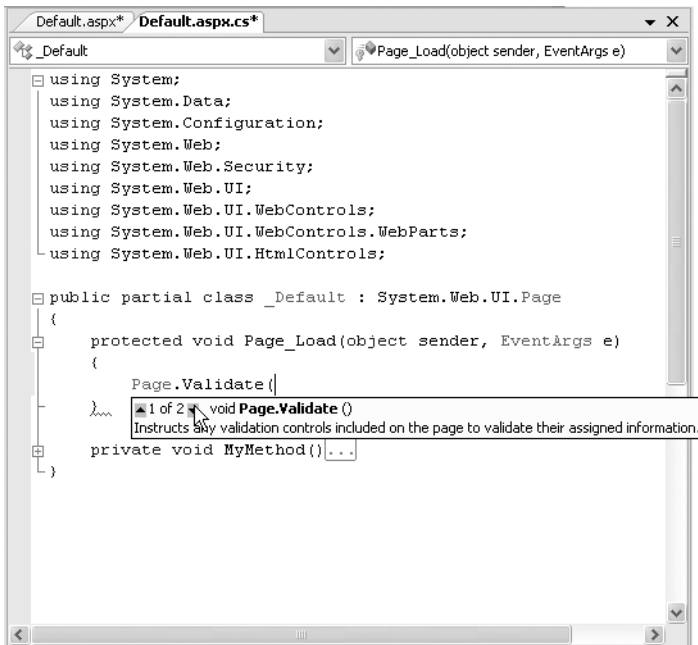 Default.aspx* Default.aspx.cs*
_Default Page_Load(object sender, EventArgs e)
using System;
using System.Data;
using System.Configuration;
using System.Web;
using System.Web.Security;
using System.Web.UI;
using System.Web.UI.WebControls;
using System.Web.UI.WebControls.WebParts;
using System.Web.UI.HtmlControls;
public partial class _Default : System.Web.UI.Page
{
protected void Page_Load(object sender, EventArgs e)
{
Page.Validate(
}
1 of 2 void Page.Validate ()
Instructs any validation controls included on the page to validate their assigned information.
private void MyMethod()...
}